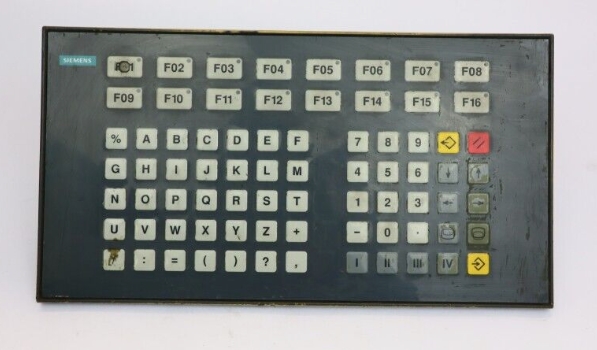 SIEMENS
F02 F03 F04 F05 F06 F07 F08
F09 F10 F11 F12 F13 F14 F15 F16
% A B C D E F 7 8 9
G H I J K L M 4 5 6
N O P Q R S T 1 2 3
U V W X Y Z + - 0 .
: = ( ) ? , I II III IV